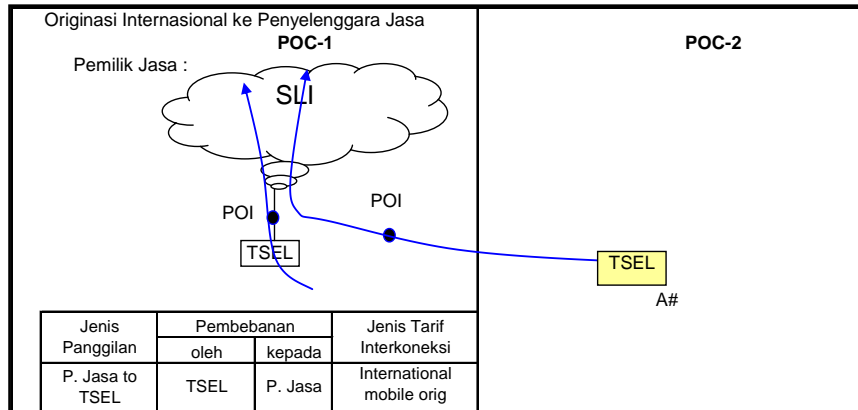 Originasi Internasional ke Penyelenggara Jasa
POC-1
POC-2
Pemilik Jasa :
SLI
POI
POI
TSEL
TSEL
A#
Jenis Panggilan
Pembebanan
Jenis Tarif Interkoneksi
oleh
kepada
P. Jasa to TSEL
TSEL
P. Jasa
International mobile orig